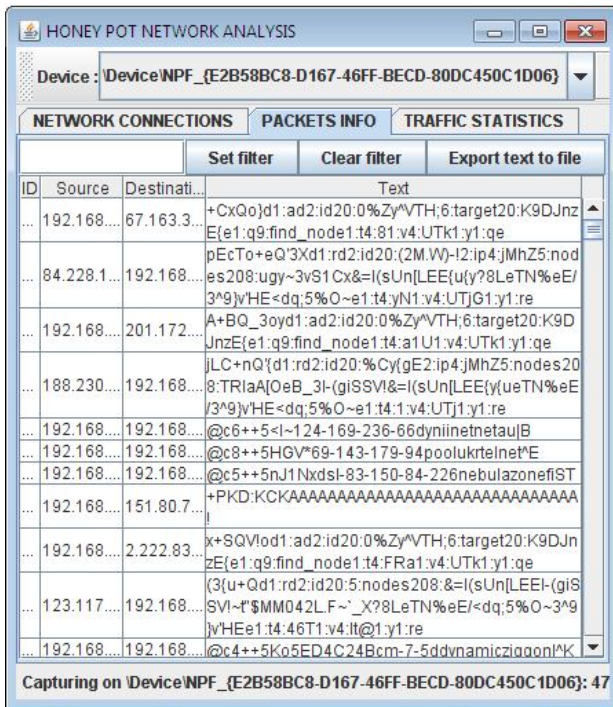 HONEY POT NETWORK ANALYSIS
Device : \Device\NPF_{E2B58BC8-D167-46FF-BECD-80DC450C1D06}
NETWORK CONNECTIONS PACKETS INFO TRAFFIC STATISTICS
Set filter Clear filter Export text to file
ID Source Destinati... Text
... 192.168.... 67.163.3... +CxQo}d1:ad2:id20:0%Zy^VTH;6:target20:K9DJnz
E{e1:q9:find_node1:t4:81:v4:UTk1:y1:qe
... 84.228.1... 192.168.... pEcTo+eQ'3Xd1:rd2:id20:(2M.W)-!2:ip4:jMhZ5:nod
es208:ugy~3vS1Cx&=I(sUn[LEE{u{y?8LeTN%eE/
3^9}v'HE<dq;5%O~e1:t4:yN1:v4:UTjG1:y1:re
... 192.168.... 201.172.... A+BQ_3oyd1:ad2:id20:0%Zy^VTH;6:target20:K9D
JnzE{e1:q9:find_node1:t4:a1U1:v4:UTk1:y1:qe
... 188.230.... 192.168.... jLC+nQ'{d1:rd2:id20:%Cy{gE2:ip4:jMhZ5:nodes20
8:TRIaA[OeB_3I-(giSSV!&=I(sUn[LEE{y{ueTN%eE
/3^9}v'HE<dq;5%O~e1:t4:1:v4:UTj1:y1:re
... 192.168.... 192.168.... @c6++5<I~124-169-236-66dyniinetnetau|B
... 192.168.... 192.168.... @c8++5HGV*69-143-179-94poolukrtelnet^E
... 192.168.... 192.168.... @c5++5nJ1NxdsI-83-150-84-226nebulazonefiST
... 192.168.... 151.80.7... +PKD:KCKAAAAAAAAAAAAAAAAAAAAAAAAAAAAAAA
!
... 192.168.... 2.222.83... x+SQV!od1:ad2:id20:0%Zy^VTH;6:target20:K9DJn
zE{e1:q9:find_node1:t4:FRa1:v4:UTk1:y1:qe
... 123.117.... 192.168.... (3{u+Qd1:rd2:id20:5:nodes208:&=I(sUn[LEEI-(giS
SV!~t"$MM042L.F~`_X?8LeTN%eE/<dq;5%O~3^9
}v'HEe1:t4:46T1:v4:lt@1:y1:re
... 192.168.... 192.168.... @c4++5Ko5ED4C24Bcm-7-5ddynamicziggonl^K
Capturing on \Device\NPF_{E2B58BC8-D167-46FF-BECD-80DC450C1D06}: 47